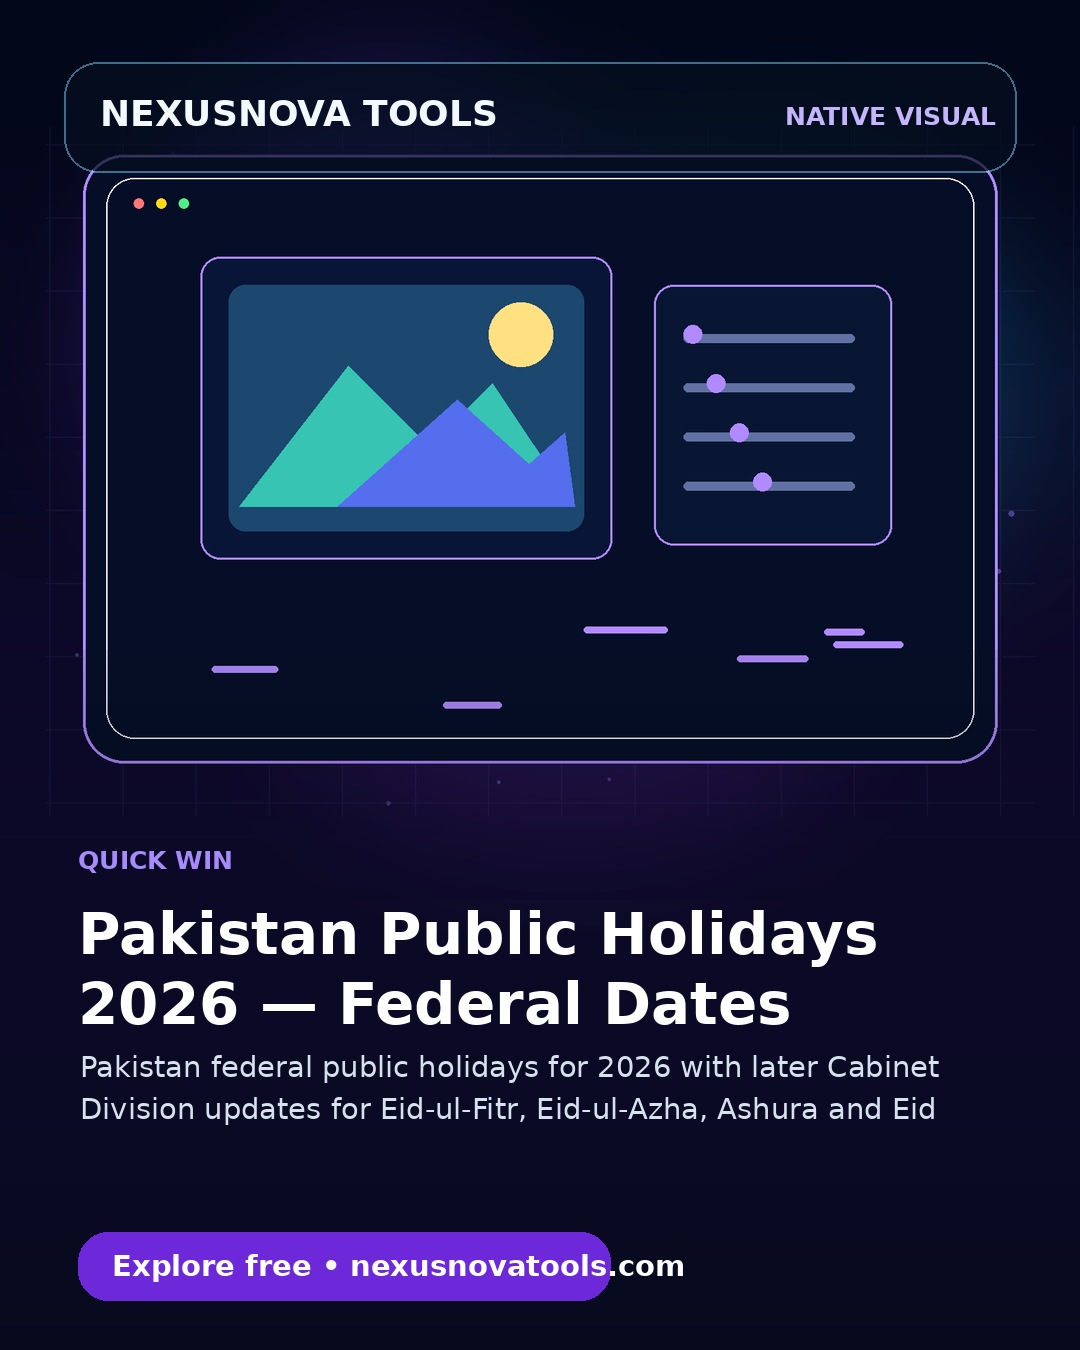 NEXUSNOVA TOOLS
NATIVE VISUAL
QUICK WIN
Pakistan Public Holidays
2026 — Federal Dates
Pakistan federal public holidays for 2026 with later Cabinet
Division updates for Eid-ul-Fitr, Eid-ul-Azha, Ashura and Eid
Explore free • nexusnovatools.com